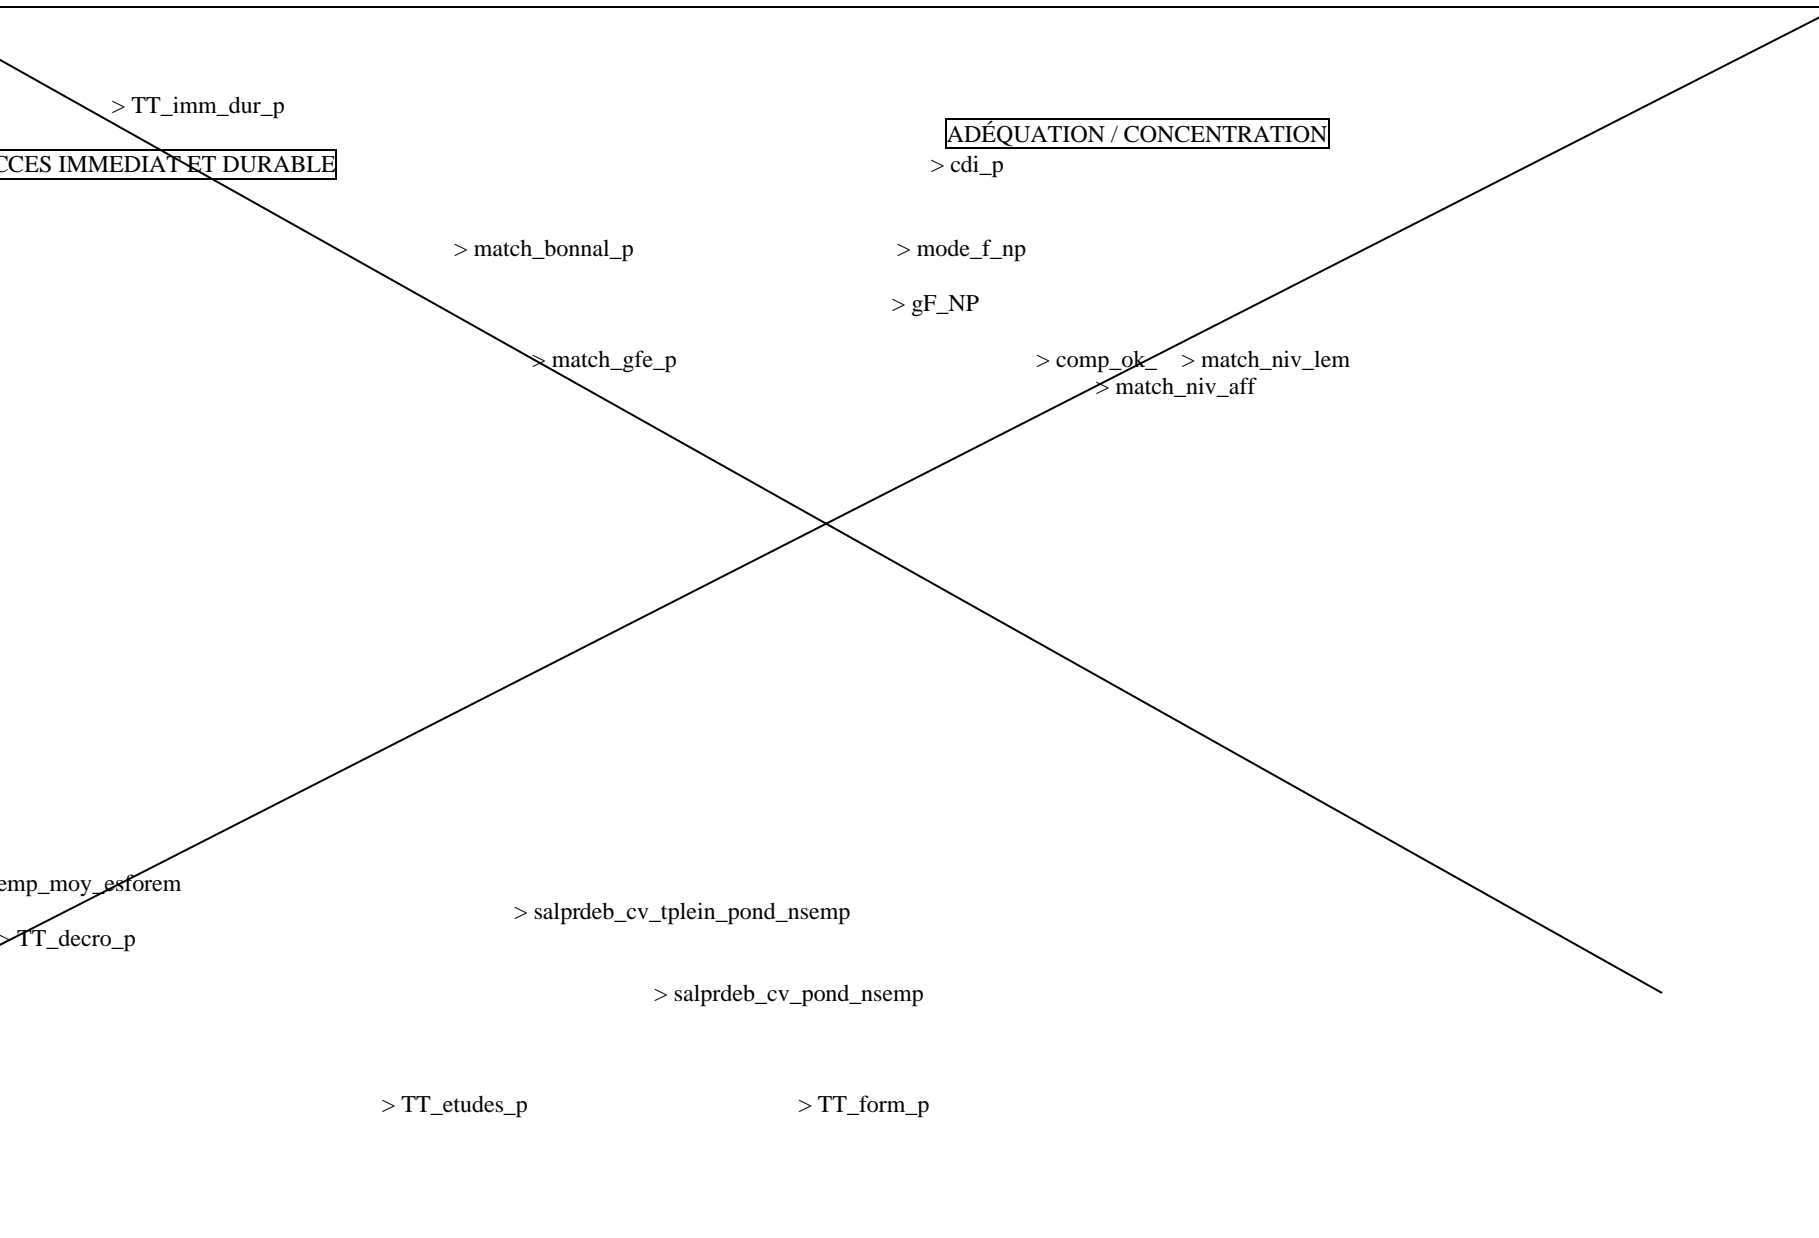 > TT_imm_dur_p
ADÉQUATION / CONCENTRATION
CCES IMMEDIAT ET DURABLE
> cdi_p
> match_bonnal_p
> mode_f_np
> gF_NP
> match_gfe_p
> comp_ok_
> match_niv_lem
> match_niv_aff
emp_moy_esforem
> salprdeb_cv_tplein_pond_nsemp
> TT_decro_p
> salprdeb_cv_pond_nsemp
> TT_etudes_p
> TT_form_p